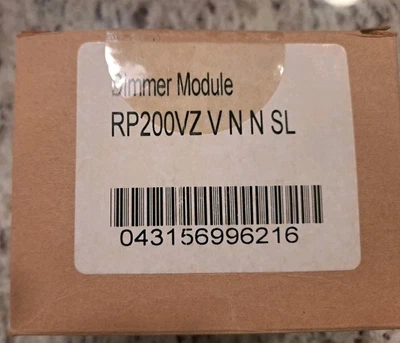 Dimmer Module
RP200VZ V N N SL
043156996216